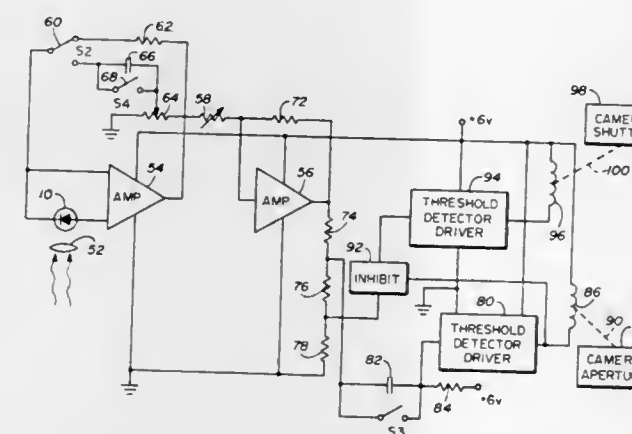 60
62
S2
66
68
S4
64
58
72
+6v
98
CAMER
SHUTT
100
10
AMP
54
AMP
56
94
THRESHOLD
DETECTOR
DRIVER
96
52
74
92
INHIBIT
76
80
THRESHOLD
DETECTOR
DRIVER
86
90
CAMER
APERTU
78
82
84
+6v
S3